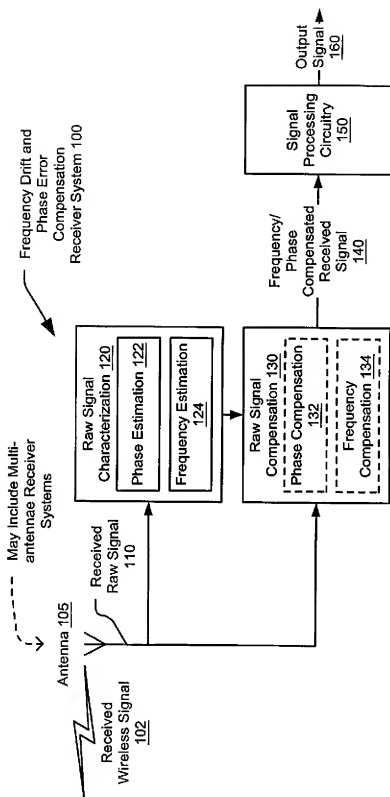 May Include Multi-
antennae Receiver
Systems
Frequency Drift and
Phase Error
Compensation
Receiver System 100
Antenna 105
Received
Wireless Signal
102
Received
Raw Signal
110
Raw Signal
Characterization 120
Phase Estimation 122
Frequency Estimation
124
Raw Signal
Compensation 130
Phase Compensation
132
Frequency
Compensation 134
Frequency/
Phase
Compensated
Received
Signal
140
Signal
Processing
Circuitry
150
Output
Signal
160